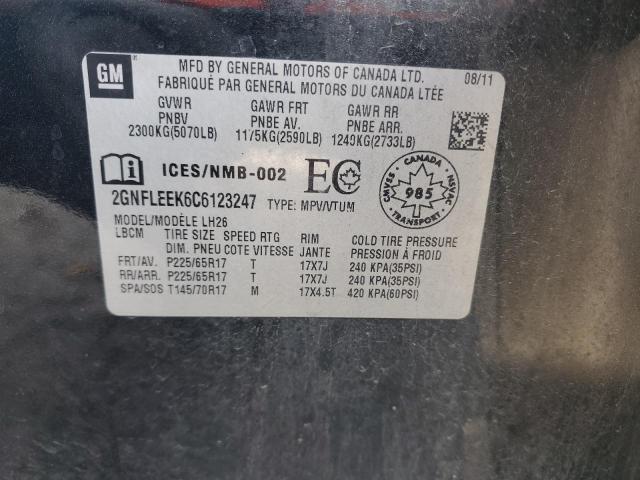 GM
MFD BY GENERAL MOTORS OF CANADA LTD. 08/11
FABRIQUÉ PAR GENERAL MOTORS DU CANADA LTÉE
GVWR GAWR FRT GAWR RR
PNBV PNBE AV. PNBE ARR.
2300KG(5070LB) 1175KG(2590LB) 1240KG(2733LB)
ICES/NMB-002 EC
CANADA CMVSS 985 NSVAC TRANSPORT
2GNFLEEK6C6123247 TYPE: MPV/VTUM
MODEL/MODÈLE LH26
LBCM TIRE SIZE SPEED RTG RIM COLD TIRE PRESSURE
DIM. PNEU COTE VITESSE JANTE PRESSION À FROID
FRT/AV. P225/65R17 T 17X7J 240 KPA(35PSI)
RR/ARR. P225/65R17 T 17X7J 240 KPA(35PSI)
SPA/SOS T145/70R17 M 17X4.5T 420 KPA(60PSI)